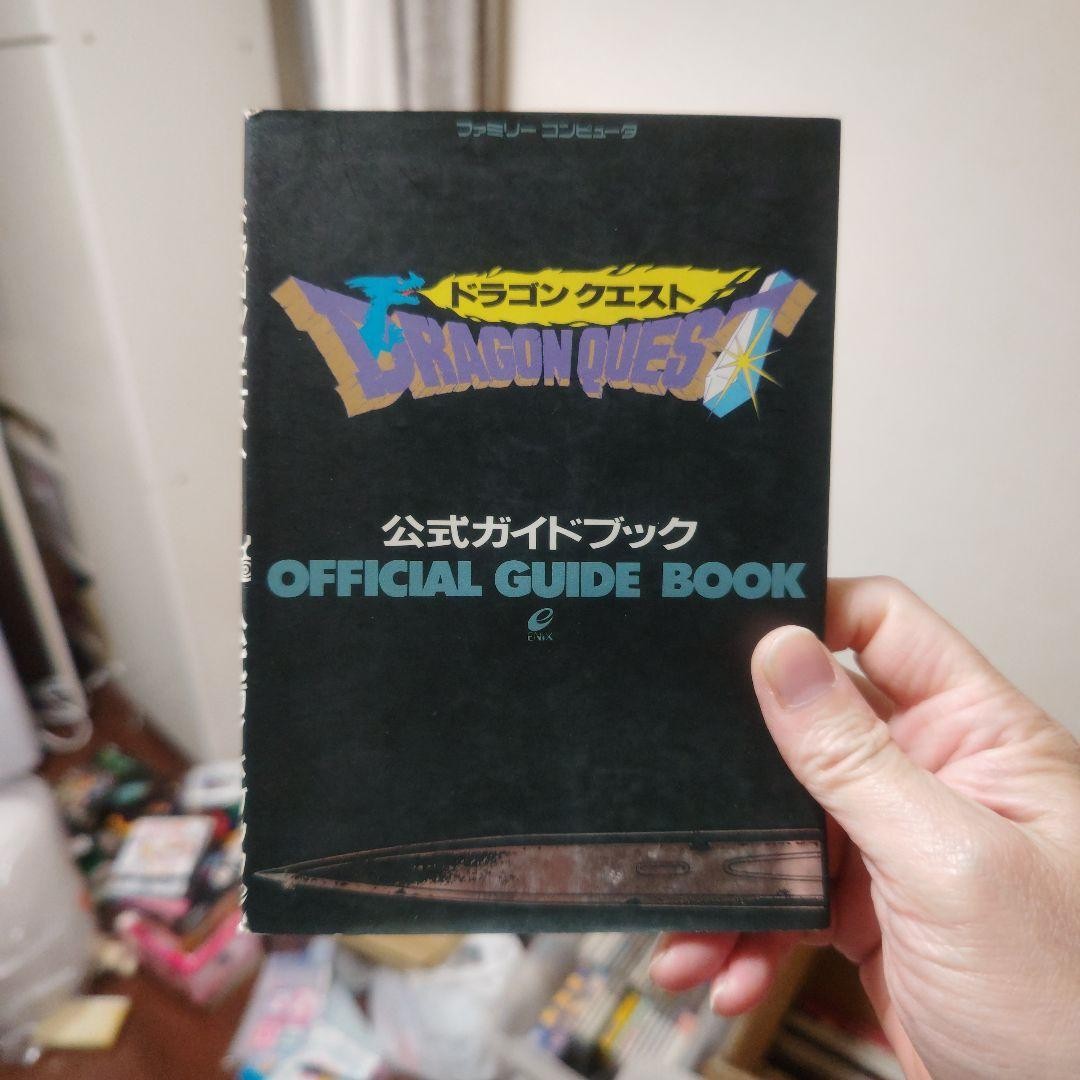 ファミリー コンピュータ
ドラゴン クエスト
DRAGON QUEST
公式ガイドブック
OFFICIAL GUIDE BOOK
e
ENIX